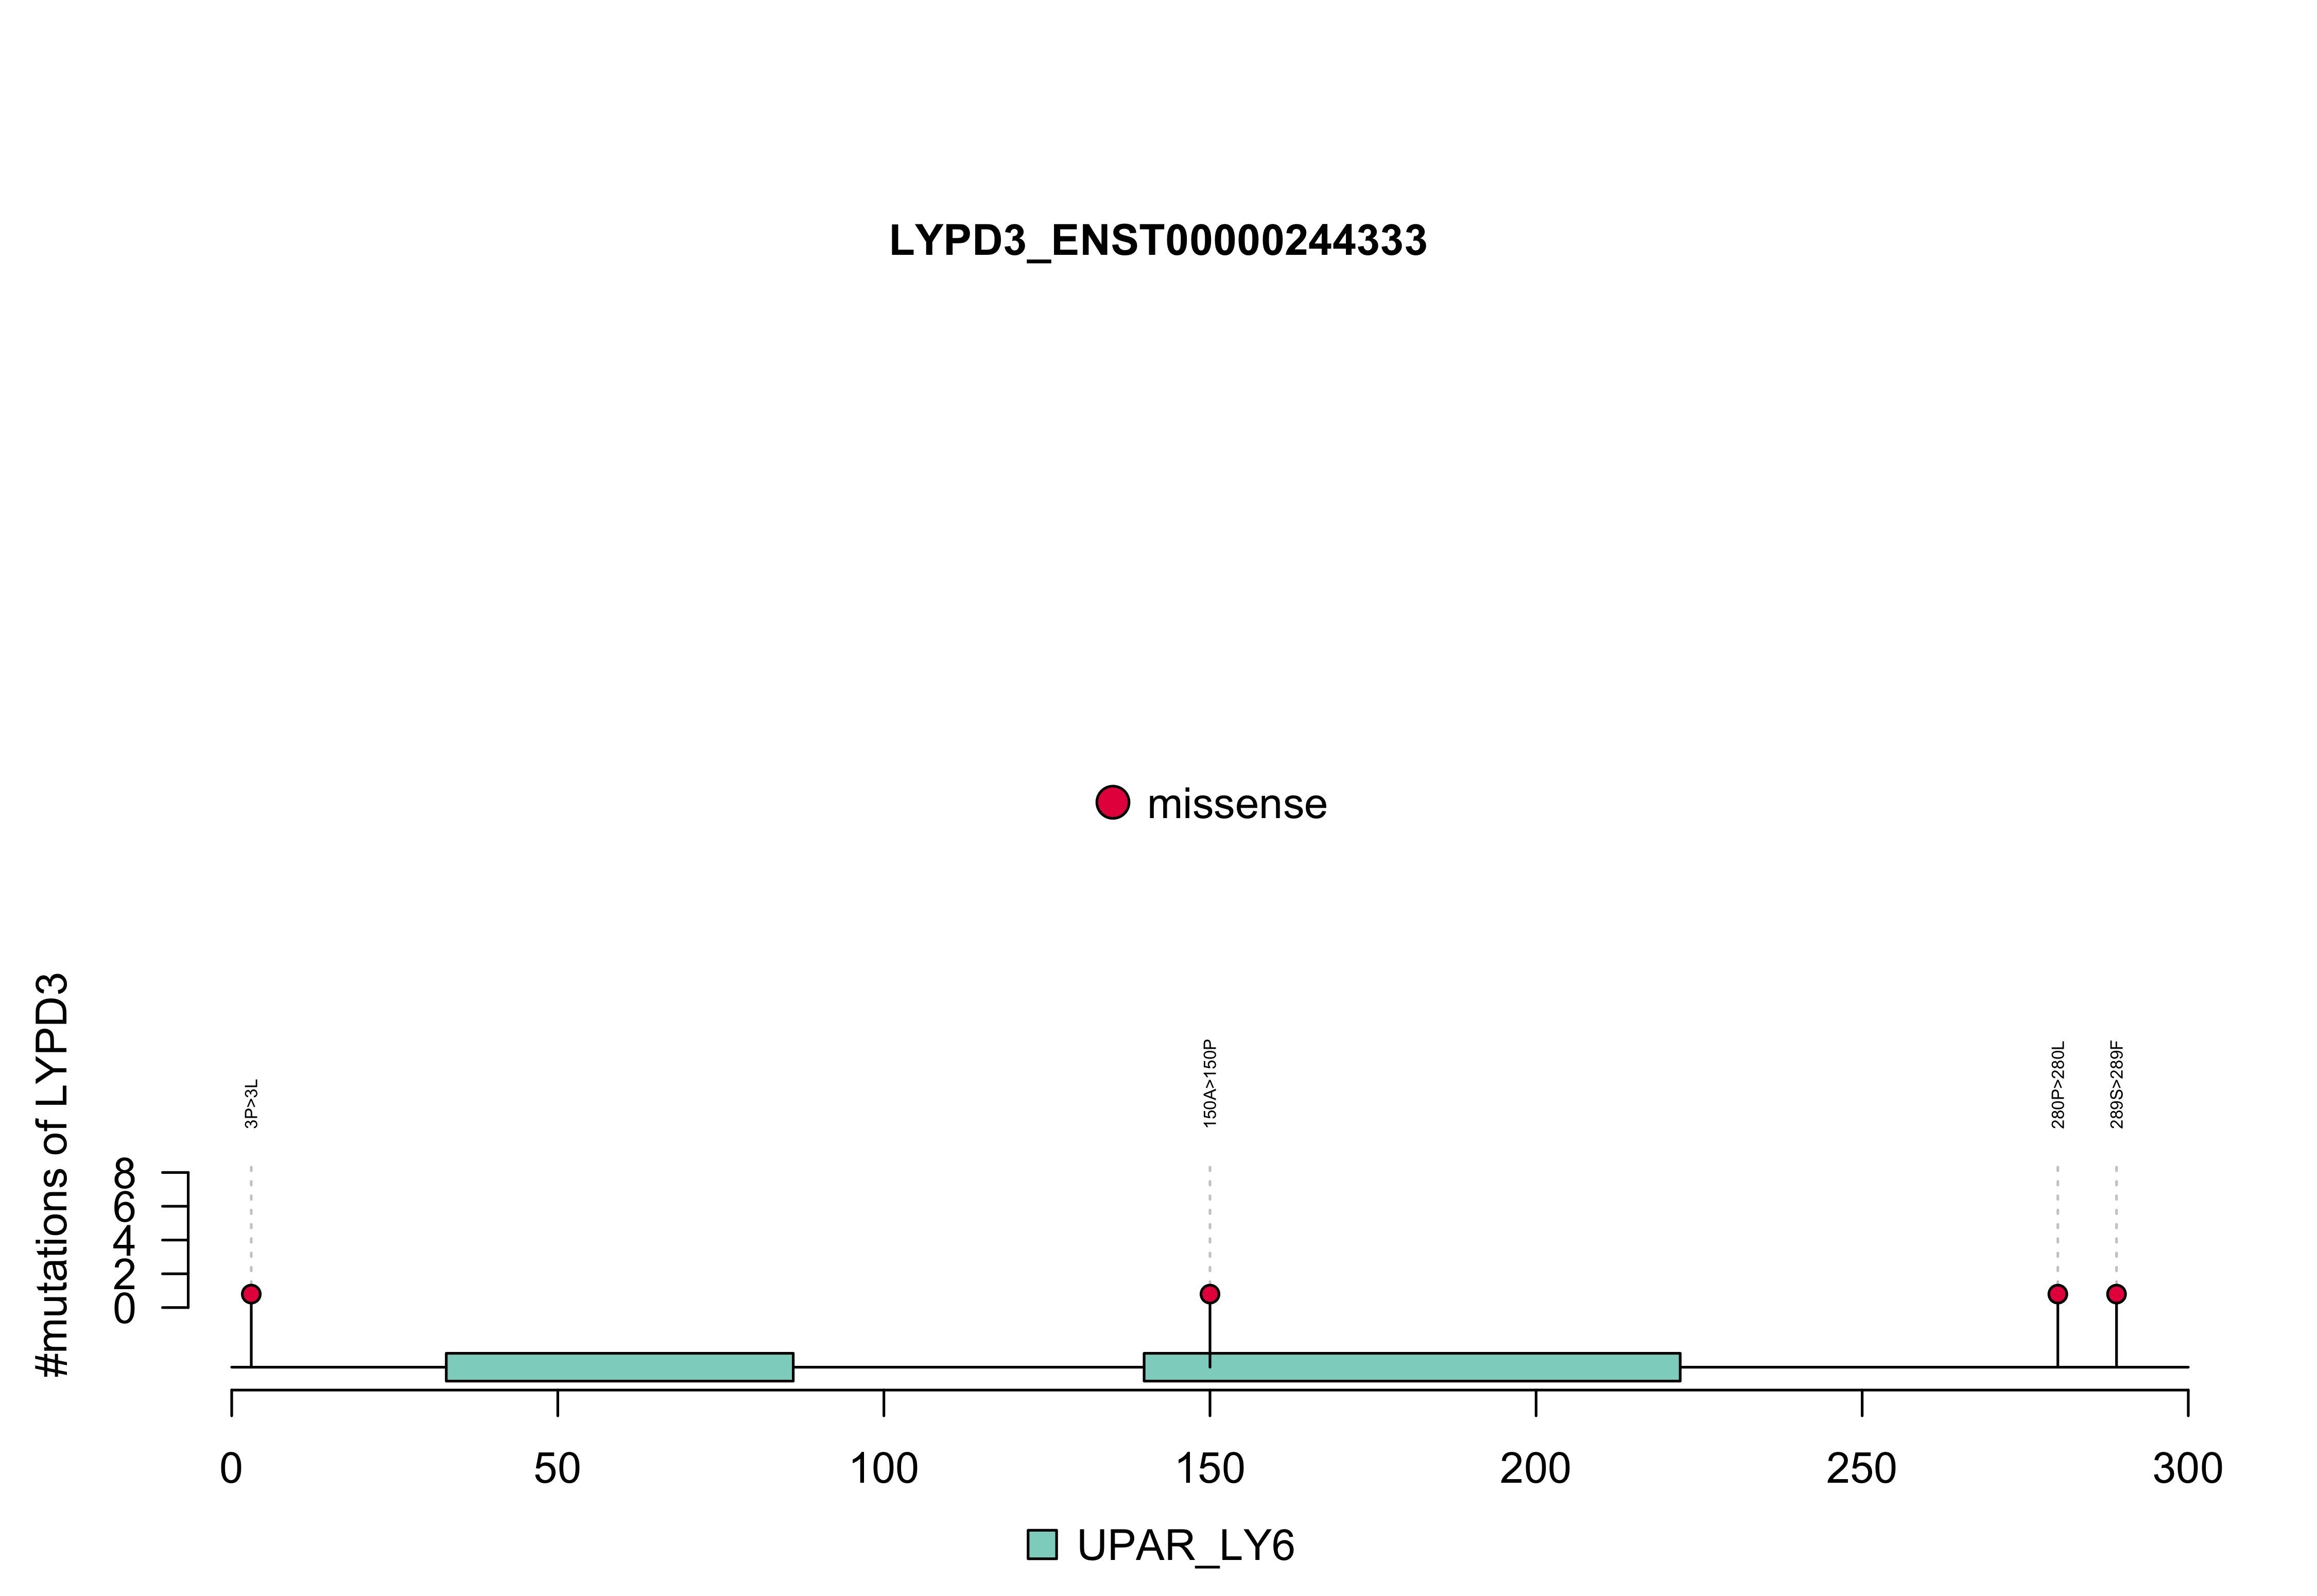 LYPD3_ENST00000244333
missense
#mutations of LYPD3
3P>3L
150A>150P
280P>280L
289S>289F
8
6
4
2
0
0 50 100 150 200 250 300
UPAR_LY6